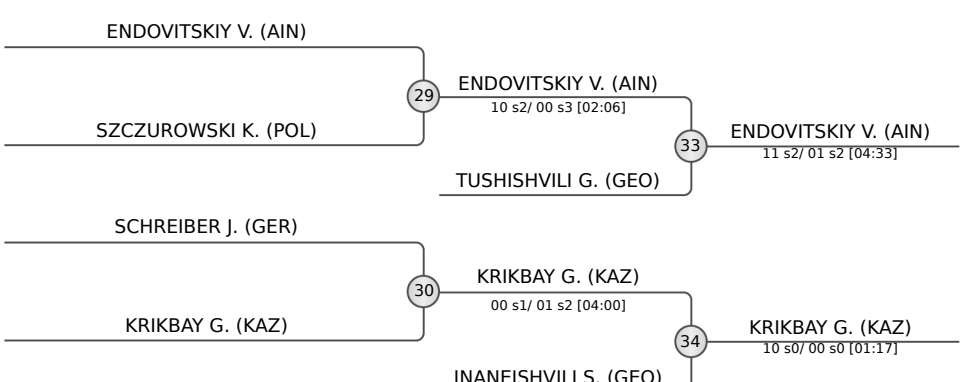 ENDOVITSKIY V. (AIN)
29
ENDOVITSKIY V. (AIN)
10 s2/ 00 s3 [02:06]
SZCZUROWSKI K. (POL)
33
ENDOVITSKIY V. (AIN)
11 s2/ 01 s2 [04:33]
TUSHISHVILI G. (GEO)
SCHREIBER J. (GER)
30
KRIKBAY G. (KAZ)
00 s1/ 01 s2 [04:00]
KRIKBAY G. (KAZ)
34
KRIKBAY G. (KAZ)
10 s0/ 00 s0 [01:17]
INANEISHVILI S. (GEO)